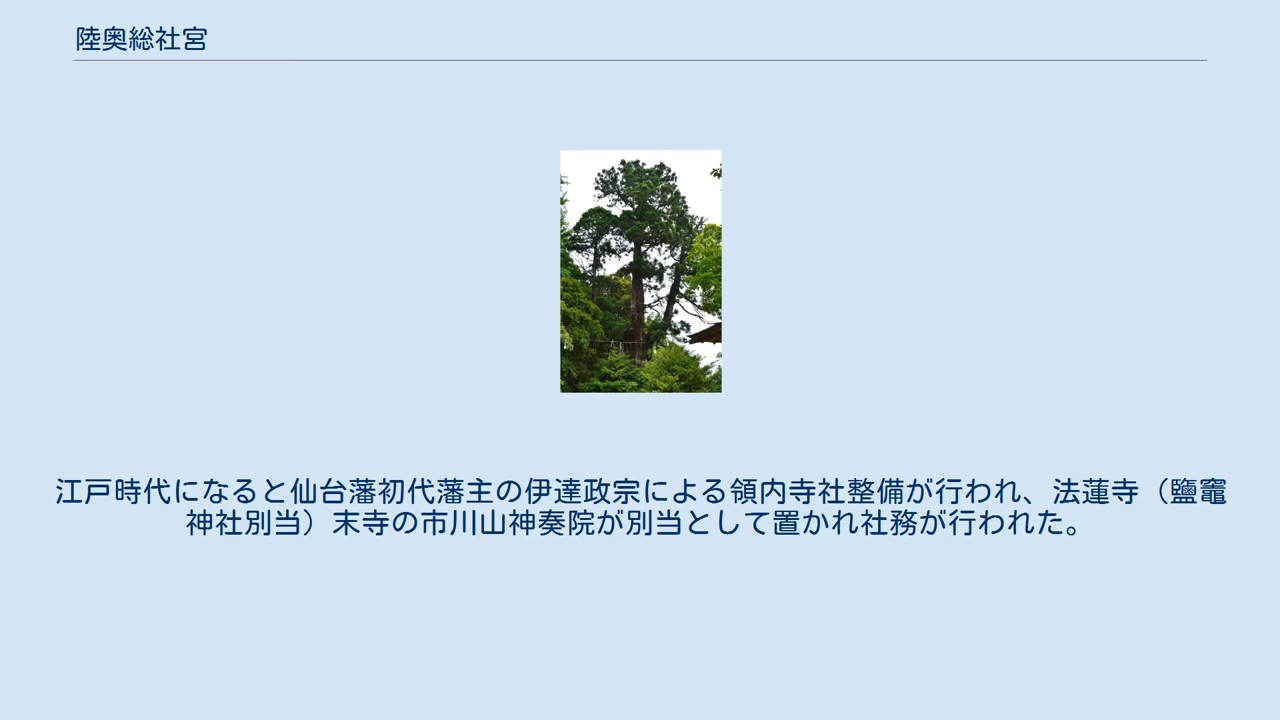 陸奥総社宮
江戸時代になると仙台藩初代藩主の伊達政宗による領内寺社整備が行われ、法蓮寺（鹽竈
神社別当）末寺の市川山神奏院が別当として置かれ社務が行われた。